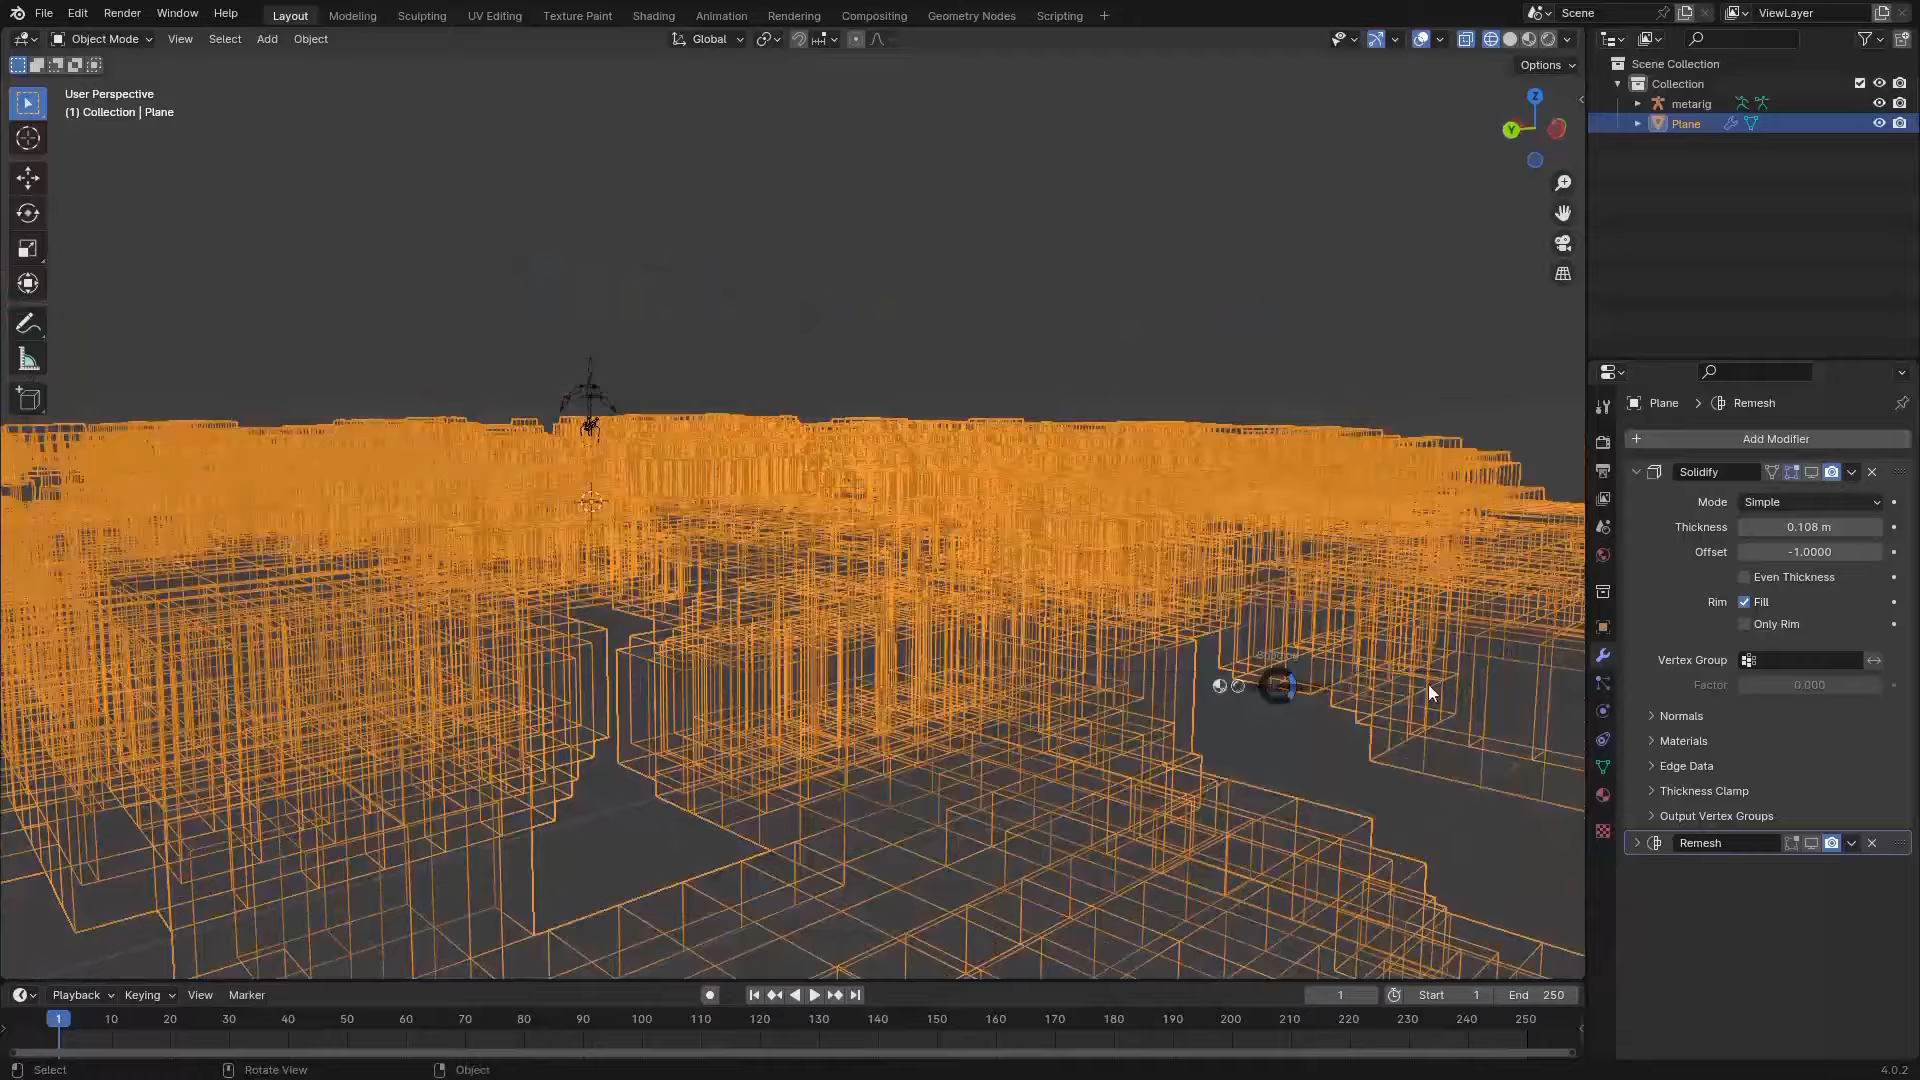 File Edit Render Window Help Layout Modeling Sculpting UV Editing Texture Paint Shading Animation Rendering Compositing Geometry Nodes Scripting + Scene ViewLayer
Object Mode View Select Add Object Global
Options
User Perspective
(1) Collection | Plane
Z
Y
Scene Collection
Collection
metarig
Plane
Plane > Remesh
+ Add Modifier
Solidify
Mode Simple
Thickness 0.108 m
Offset -1.0000
Even Thickness
Rim Fill
Only Rim
Vertex Group
Factor 0.000
Normals
Materials
Edge Data
Thickness Clamp
Output Vertex Groups
Remesh
Playback Keying View Marker 1 Start 1 End 250
1 10 20 30 40 50 60 70 80 90 100 110 120 130 140 150 160 170 180 190 200 210 220 230 240 250
Select Rotate View Object 4.0.2